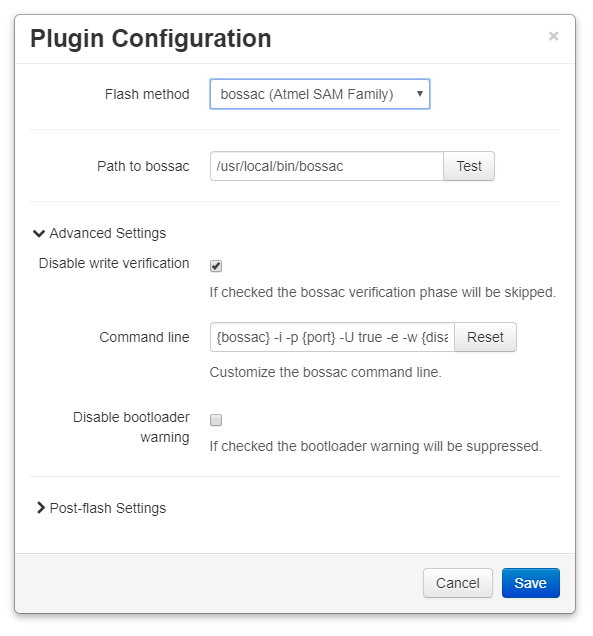 Plugin Configuration ×
Flash method bossac (Atmel SAM Family)
Path to bossac /usr/local/bin/bossac Test
Advanced Settings
Disable write verification
If checked the bossac verification phase will be skipped.
Command line {bossac} -i -p {port} -U true -e -w {disa Reset
Customize the bossac command line.
Disable bootloader
warning
If checked the bootloader warning will be suppressed.
Post-flash Settings
Cancel Save